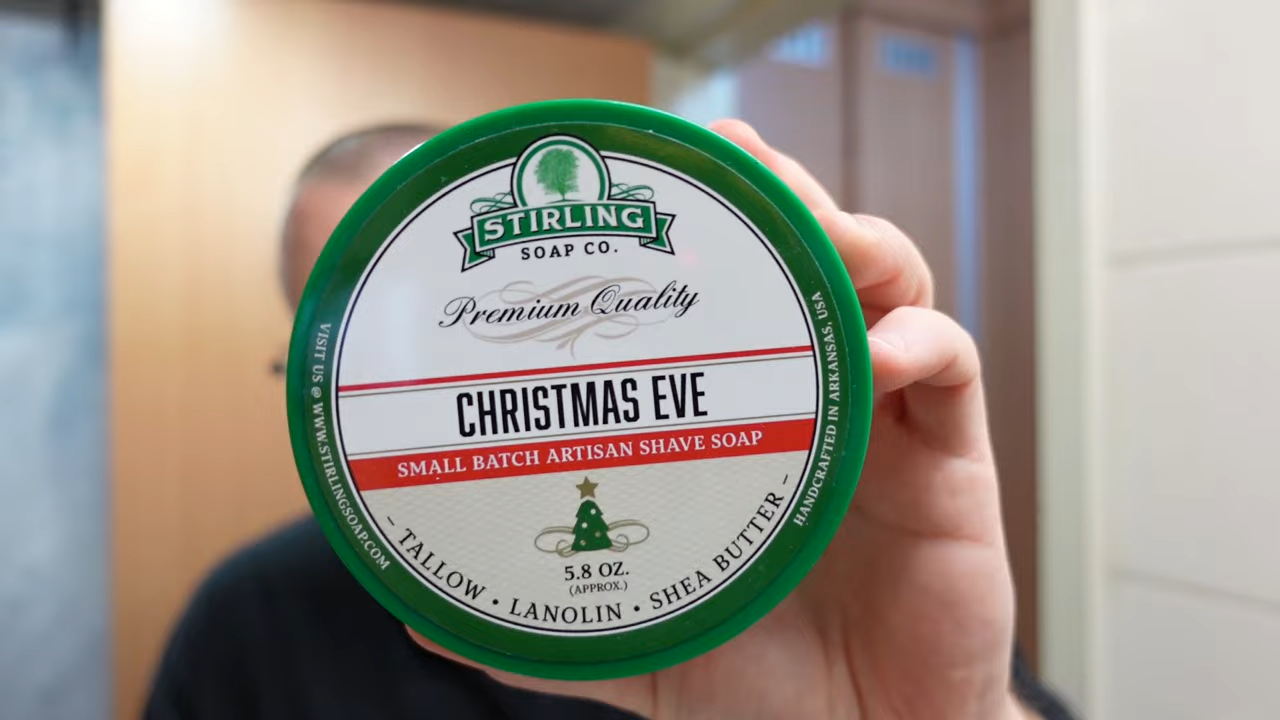 STIRLING
SOAP CO.
Premium Quality
CHRISTMAS EVE
SMALL BATCH ARTISAN SHAVE SOAP
5.8 OZ.
(APPROX.)
– TALLOW • LANOLIN • SHEA BUTTER –
VISIT US @ WWW.STIRLINGSOAP.COM
HANDCRAFTED IN ARKANSAS, USA